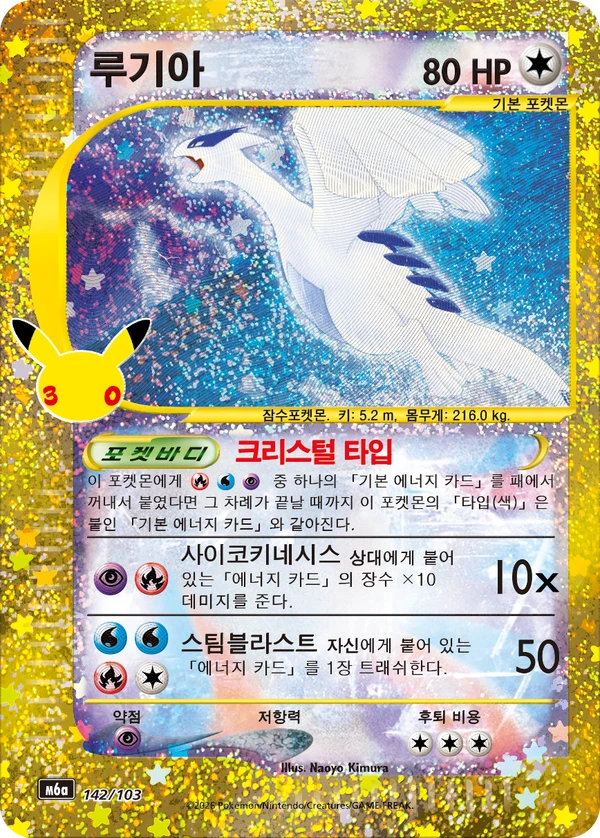 루기아 80 HP
기본 포켓몬
3 0
잠수포켓몬. 키: 5.2 m, 몸무게: 216.0 kg.
포켓바디 크리스털 타입
이 포켓몬에게 중 하나의 「기본 에너지 카드」를 패에서
꺼내서 붙였다면 그 차례가 끝날 때까지 이 포켓몬의 「타입(색)」은
붙인 「기본 에너지 카드」와 같아진다.
사이코키네시스 상대에게 붙어
있는 「에너지 카드」의 장수 ×10
데미지를 준다.
10x
스팀블라스트 자신에게 붙어 있는
「에너지 카드」를 1장 트래쉬한다.
50
약점 저항력 후퇴 비용
Illus. Naoyo Kimura
m6a 142/103
©2026 Pokémon/Nintendo/Creatures/GAME FREAK.